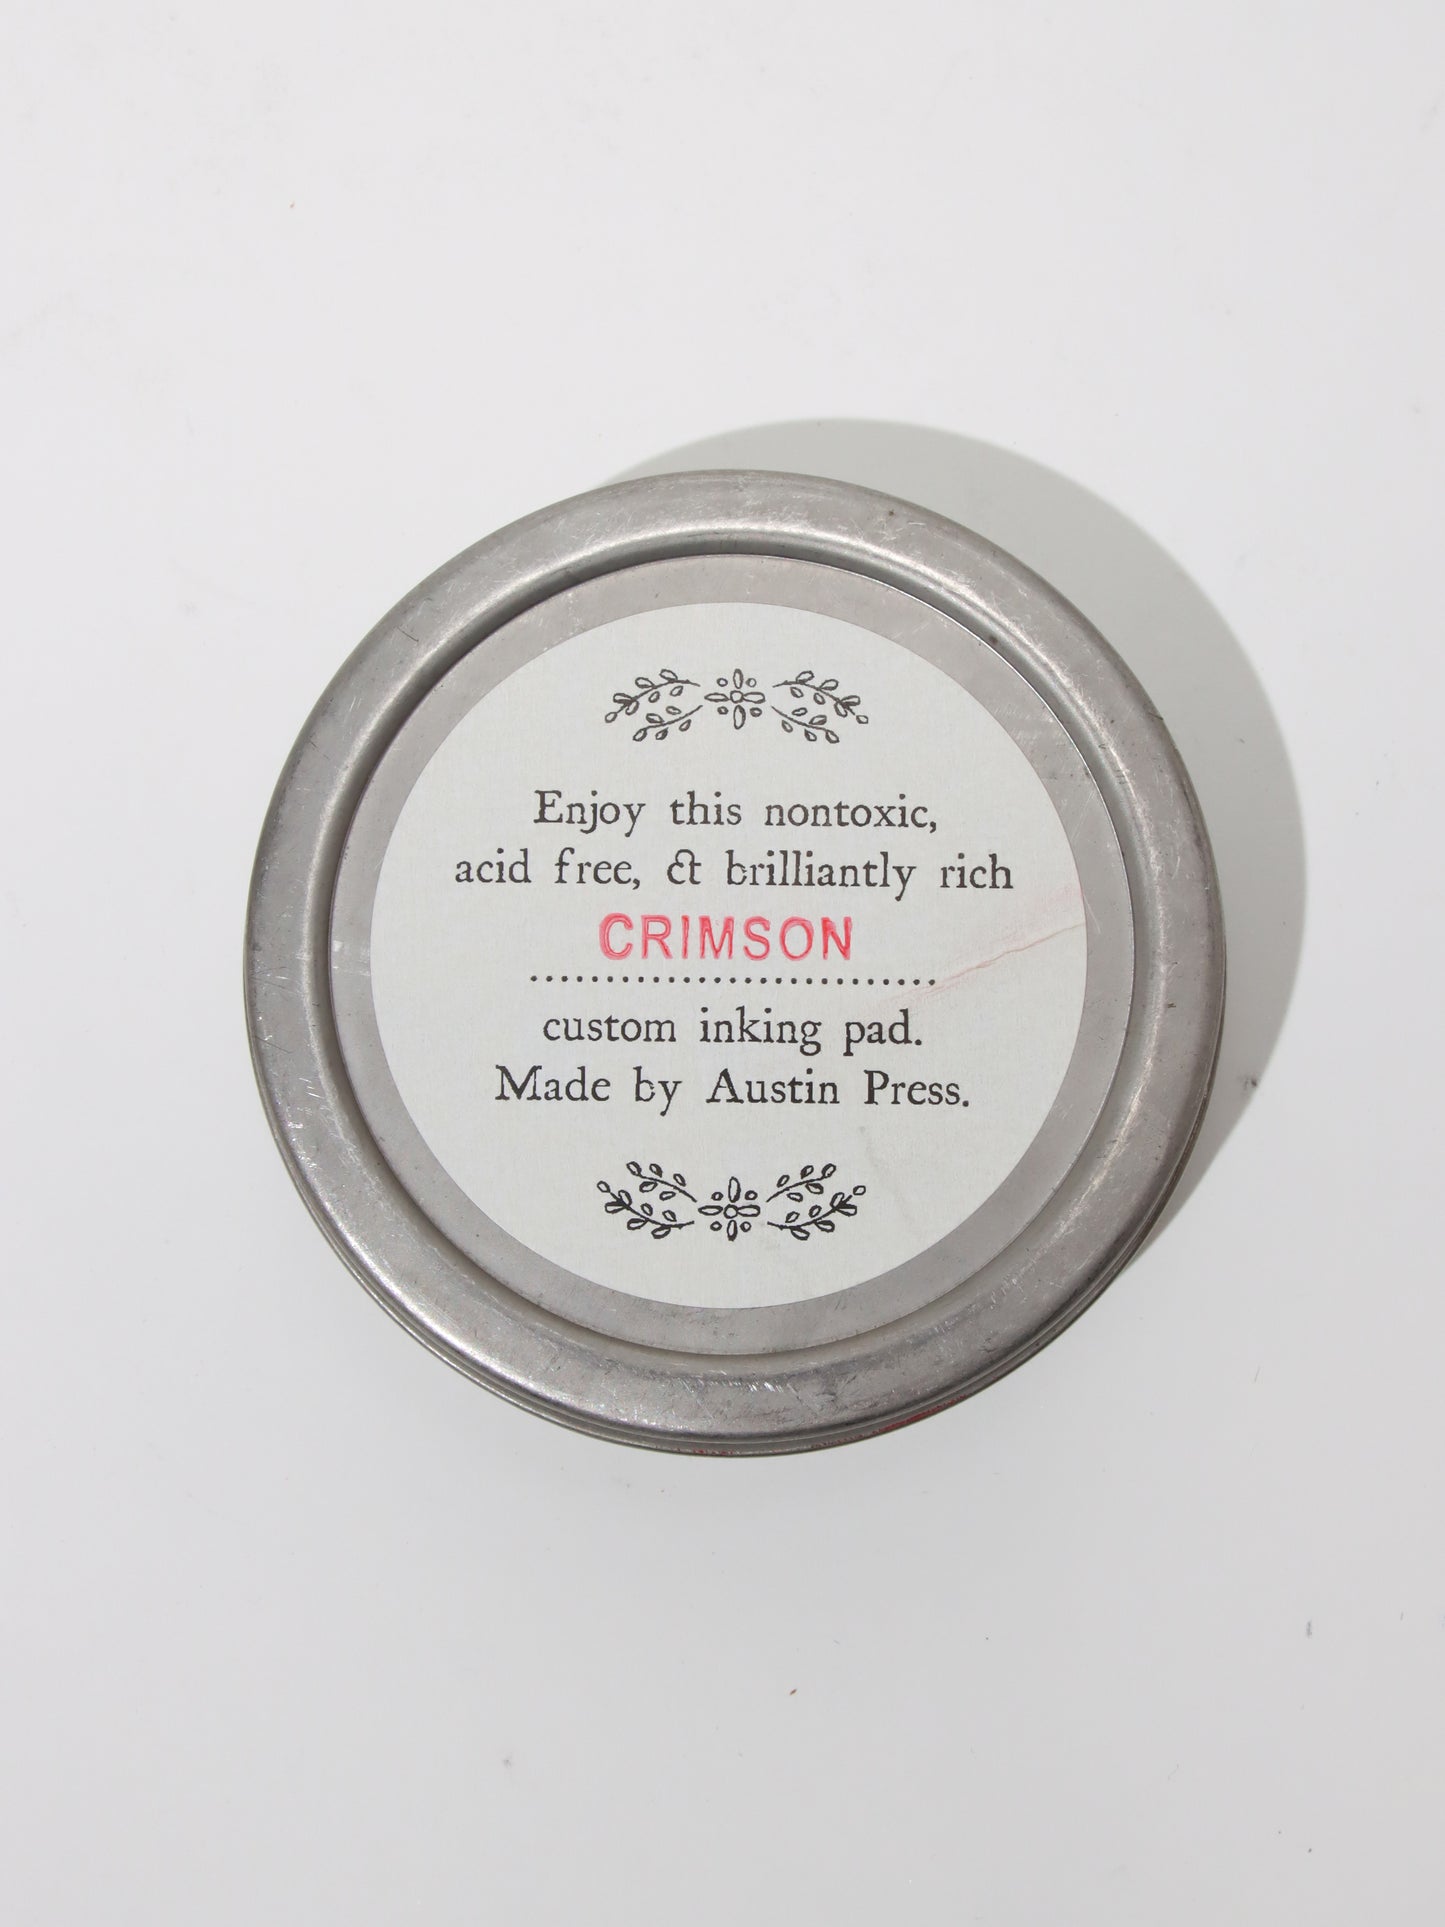 Enjoy this nontoxic,
acid free, & brilliantly rich
CRIMSON
custom inking pad.
Made by Austin Press.